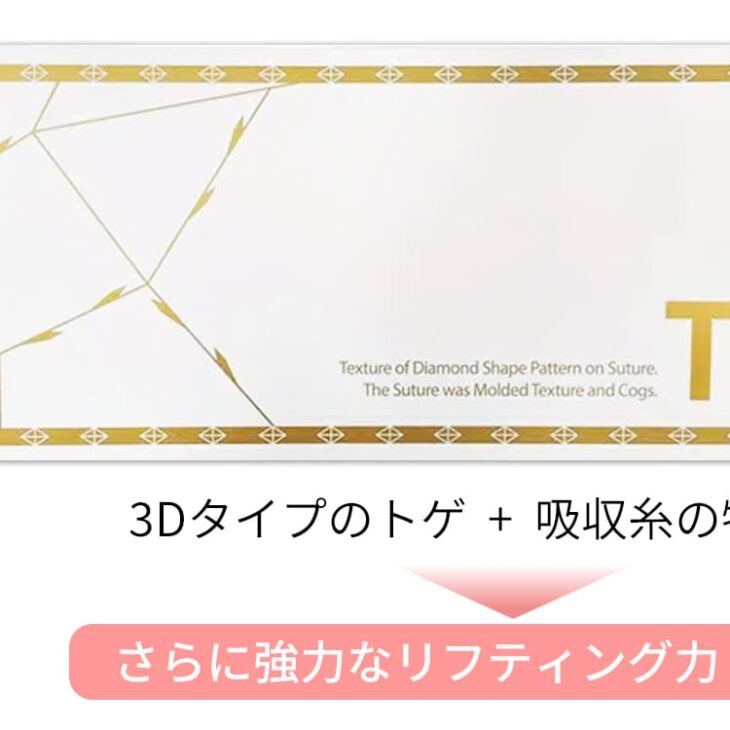 Texture of Diamond Shape Pattern on Suture.
The Suture was Molded Texture and Cogs.
T
3Dタイプのトゲ + 吸収糸の
さらに強力なリフティング力